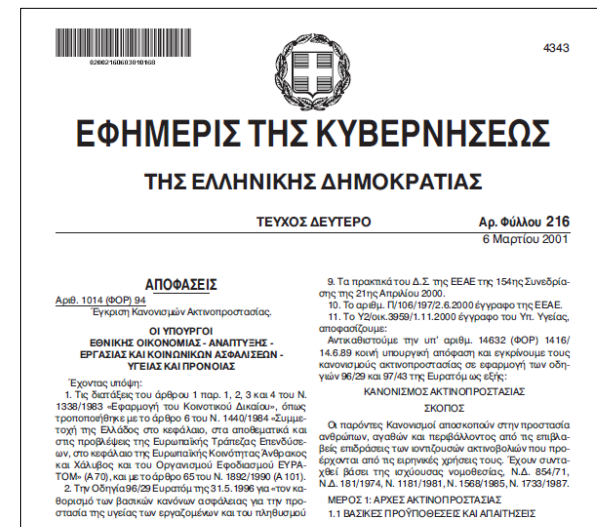 02002160603010160
4343
ΕΦΗΜΕΡΙΣ ΤΗΣ ΚΥΒΕΡΝΗΣΕΩΣ
ΤΗΣ ΕΛΛΗΝΙΚΗΣ ΔΗΜΟΚΡΑΤΙΑΣ
ΤΕΥΧΟΣ ΔΕΥΤΕΡΟ
Αρ. Φύλλου 216
6 Μαρτίου 2001
ΑΠΟΦΑΣΕΙΣ
Αριθ. 1014 (ΦΟΡ) 94
Έγκριση Κανονισμών Ακτινοπροστασίας.
ΟΙ ΥΠΟΥΡΓΟΙ
ΕΘΝΙΚΗΣ ΟΙΚΟΝΟΜΙΑΣ - ΑΝΑΠΤΥΞΗΣ -
ΕΡΓΑΣΙΑΣ ΚΑΙ ΚΟΙΝΩΝΙΚΩΝ ΑΣΦΑΛΙΣΕΩΝ -
ΥΓΕΙΑΣ ΚΑΙ ΠΡΟΝΟΙΑΣ
Έχοντας υπόψη:
1. Τις διατάξεις του άρθρου 1 παρ. 1, 2, 3 και 4 του Ν.
1338/1983 «Εφαρμογή του Κοινοτικού Δικαίου», όπως
τροποποιήθηκε με το άρθρο 6 του Ν. 1440/1984 «Συμμε-
τοχή της Ελλάδος στο κεφάλαιο, στα αποθεματικά και
στις προβλέψεις της Ευρωπαϊκής Τράπεζας Επενδύσε-
ων, στο κεφάλαιο της Ευρωπαϊκής Κοινότητας Άνθρακος
και Χάλυβος και του Οργανισμού Εφοδιασμού ΕΥΡΑ-
ΤΟΜ» (Α 70), και με το άρθρο 65 του Ν. 1892/1990 (Α 101).
2. Την Οδηγία 96/29 Ευρατόμ της 31.5.1996 για «τον κα-
θορισμό των βασικών κανόνων ασφάλειας για την προ-
στασία της υγείας των εργαζομένων και του πληθυσμού
9. Τα πρακτικά του Δ.Σ. της ΕΕΑΕ της 154ης Συνεδρία-
σης της 21ης Απριλίου 2000.
10. Το αριθμ. Π/106/197/2.6.2000 έγγραφο της ΕΕΑΕ.
11. Το Υ2/οικ.3959/1.11.2000 έγγραφο του Υπ. Υγείας,
αποφασίζουμε:
Αντικαθιστούμε την υπ' αριθμ. 14632 (ΦΟΡ) 1416/
14.6.89 κοινή υπουργική απόφαση και εγκρίνουμε τους
κανονισμούς ακτινοπροστασίας σε εφαρμογή των οδη-
γιών 96/29 και 97/43 της Ευρατόμ ως εξής:
ΚΑΝΟΝΙΣΜΟΣ ΑΚΤΙΝΟΠΡΟΣΤΑΣΙΑΣ
ΣΚΟΠΟΣ
Οι παρόντες Κανονισμοί αποσκοπούν στην προστασία
ανθρώπων, αγαθών και περιβάλλοντος από τις επιβλα-
βείς επιδράσεις των ιοντιζουσών ακτινοβολιών που προ-
έρχονται από τις ειρηνικές χρήσεις τους. Έχουν συντα-
χθεί βάσει της ισχύουσας νομοθεσίας, Ν.Δ. 854/71,
Ν.Δ. 181/1974, Ν. 1181/1981, Ν. 1568/1985, Ν. 1733/1987.
ΜΕΡΟΣ 1: ΑΡΧΕΣ ΑΚΤΙΝΟΠΡΟΣΤΑΣΙΑΣ
1.1 ΒΑΣΙΚΕΣ ΠΡΟΫΠΟΘΕΣΕΙΣ ΚΑΙ ΑΠΑΙΤΗΣΕΙΣ